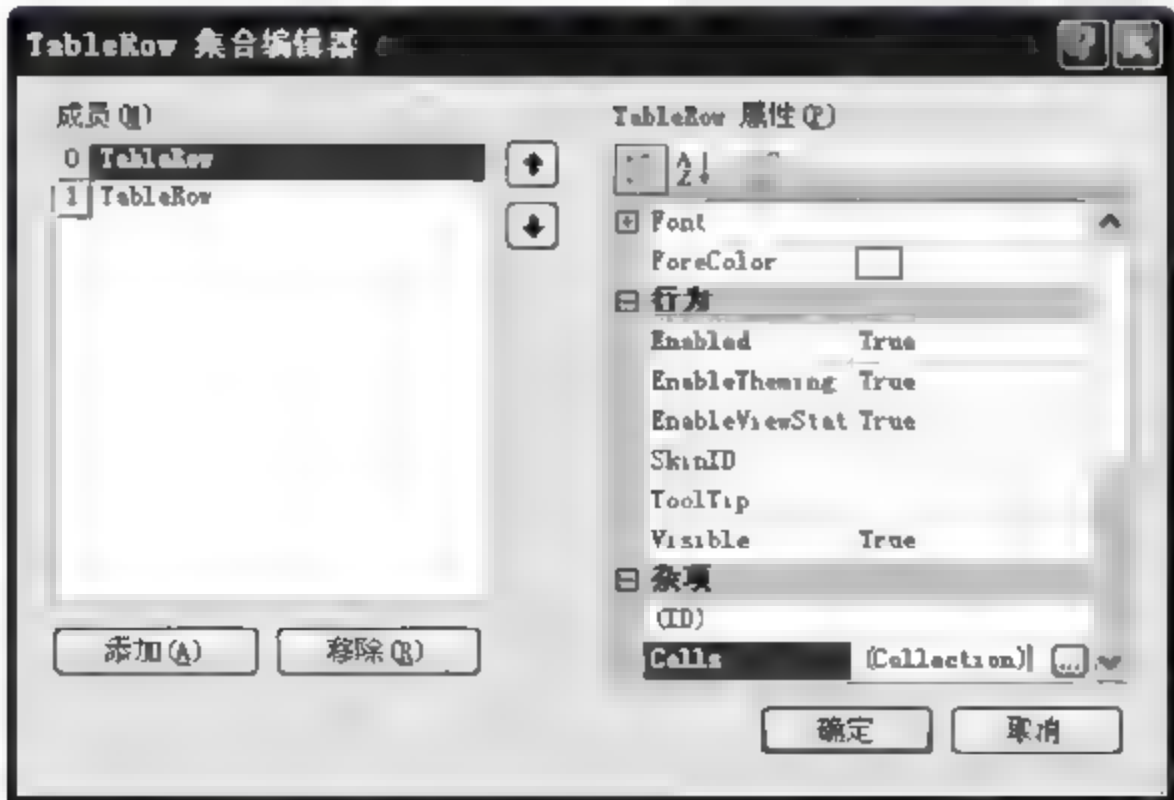 TableRow 集合编辑器
成员(M)
0 TableRow
1 TableRow
添加(A)
移除(R)
TableRow 属性(P)
Font
ForeColor
行为
Enabled True
EnableTheming True
EnableViewStat True
SkinID
ToolTip
Visible True
杂项
(ID)
Cells (Collection) ...
确定
取消